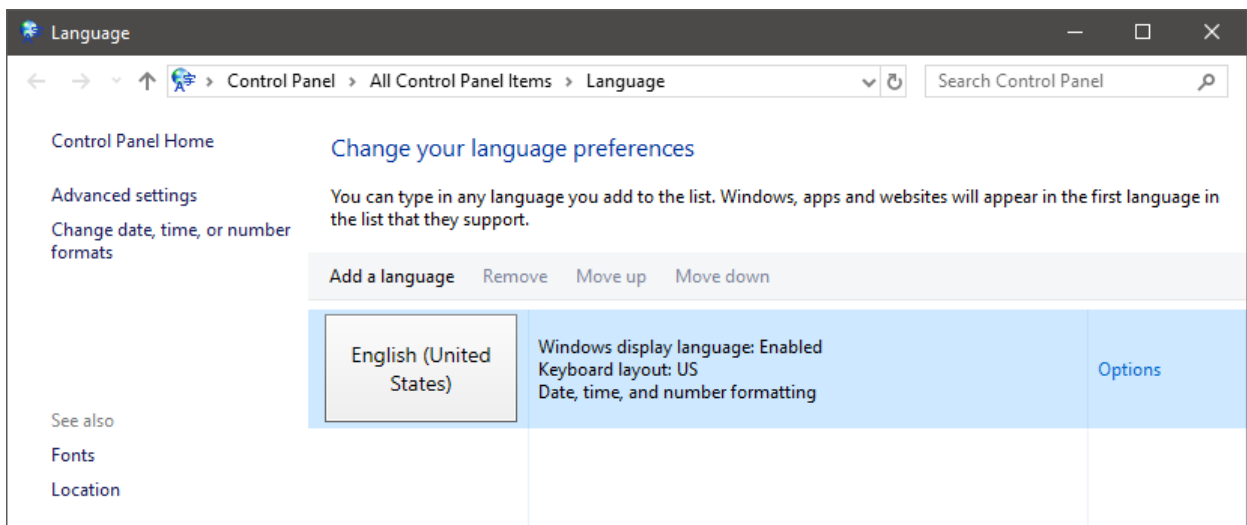 Language
Control Panel > All Control Panel Items > Language
Search Control Panel
Control Panel Home
Advanced settings
Change date, time, or number
formats
See also
Fonts
Location
Change your language preferences
You can type in any language you add to the list. Windows, apps and websites will appear in the first language in
the list that they support.
Add a language Remove Move up Move down
English (United
States)
Windows display language: Enabled
Keyboard layout: US
Date, time, and number formatting
Options